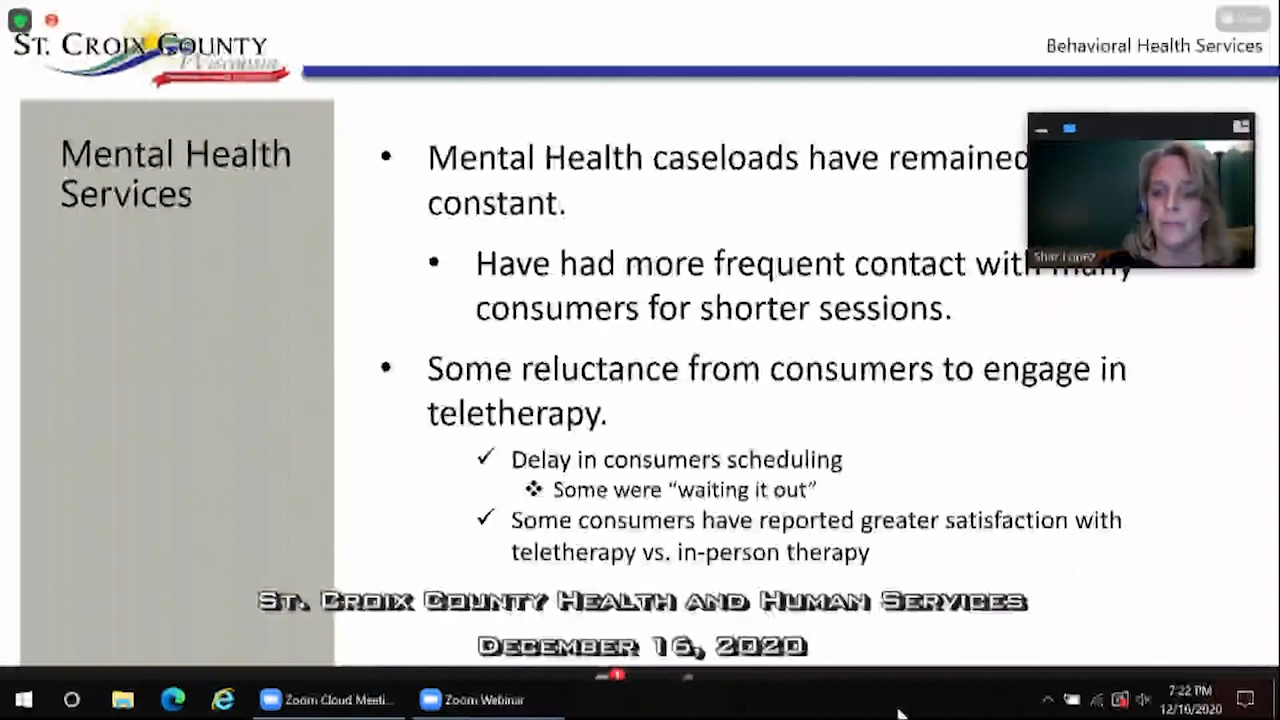 St. Croix County
Wisconsin
Behavioral Health Services
View
Mental Health
Services
• Mental Health caseloads have remained
constant.
• Have had more frequent contact with many
consumers for shorter sessions.
• Some reluctance from consumers to engage in
teletherapy.
✓ Delay in consumers scheduling
❖ Some were “waiting it out”
✓ Some consumers have reported greater satisfaction with
teletherapy vs. in-person therapy
Lopez
St. Croix County Health and Human Services
December 16, 2020
1
Zoom Cloud Meeti...
Zoom Webinar
7:22 PM
12/16/2020